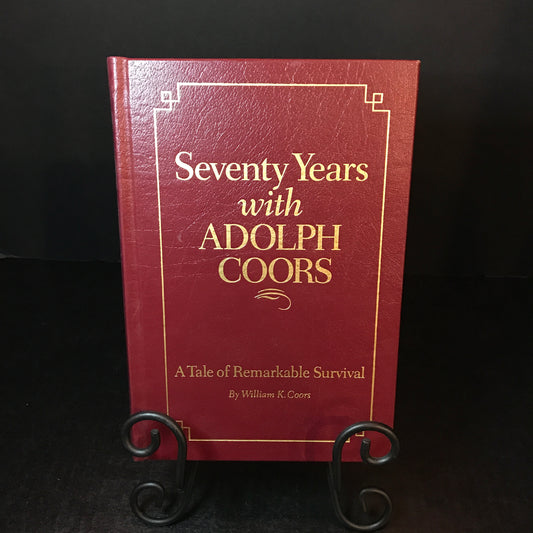 Seventy Years
with
ADOLPH
COORS
A Tale of Remarkable Survival
By William K. Coors